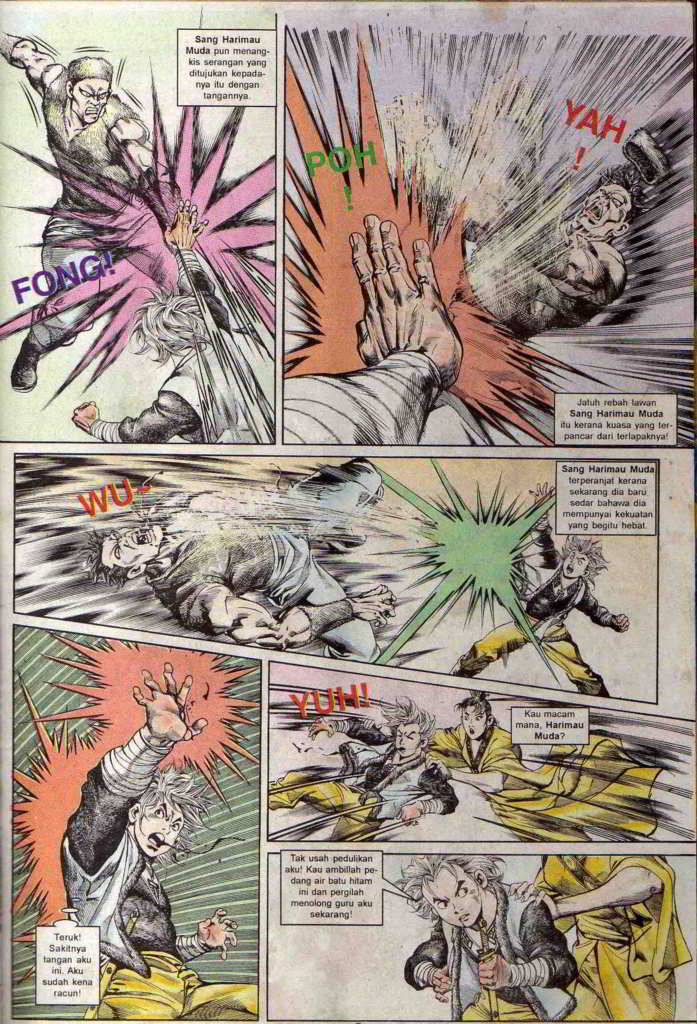 Sang Harimau
Muda pun menang-
kis serangan yang
ditujukan kepada-
nya itu dengan
tangannya.
FONG!
POH
!
YAH
!
Jatuh rebah lawan
Sang Harimau Muda
itu kerana kuasa yang ter-
pancar dari terlapaknya!
WU-
Sang Harimau Muda
terperanjat kerana
sekarang dia baru
sedar bahawa dia
mempunyai kekuatan
yang begitu hebat.
Teruk!
Sakitnya
tangan aku
ini. Aku
sudah kena
racun!
YUH!
Kau macam
mana, Harimau
Muda?
Tak usah pedulikan
aku! Kau ambillah pe-
dang air batu hitam
ini dan pergilah
menolong guru aku
sekarang!